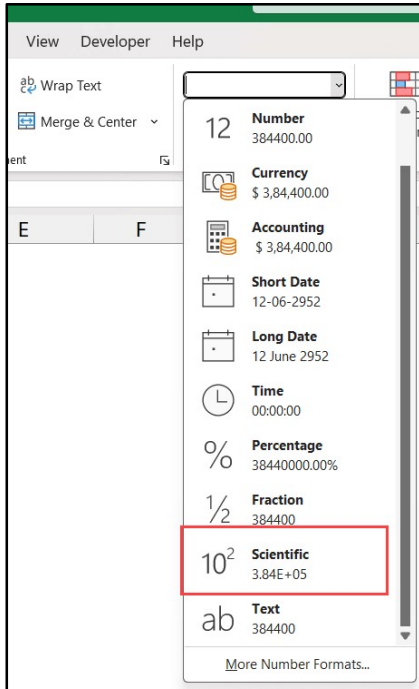 View Developer Help
ab
c Wrap Text
Merge & Center
12 Number
384400.00
Currency
$ 3,84,400.00
Accounting
$ 3,84,400.00
Short Date
12-06-2952
Long Date
12 June 2952
Time
00:00:00
% Percentage
38440000.00%
1/2 Fraction
384400
10² Scientific
3.84E+05
ab Text
384400
More Number Formats...
ent
E F